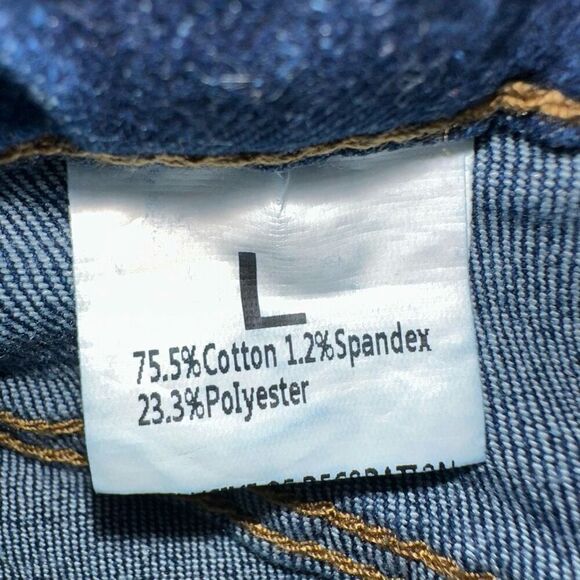 L
75.5%Cotton 1.2%Spandex
23.3%Polyester